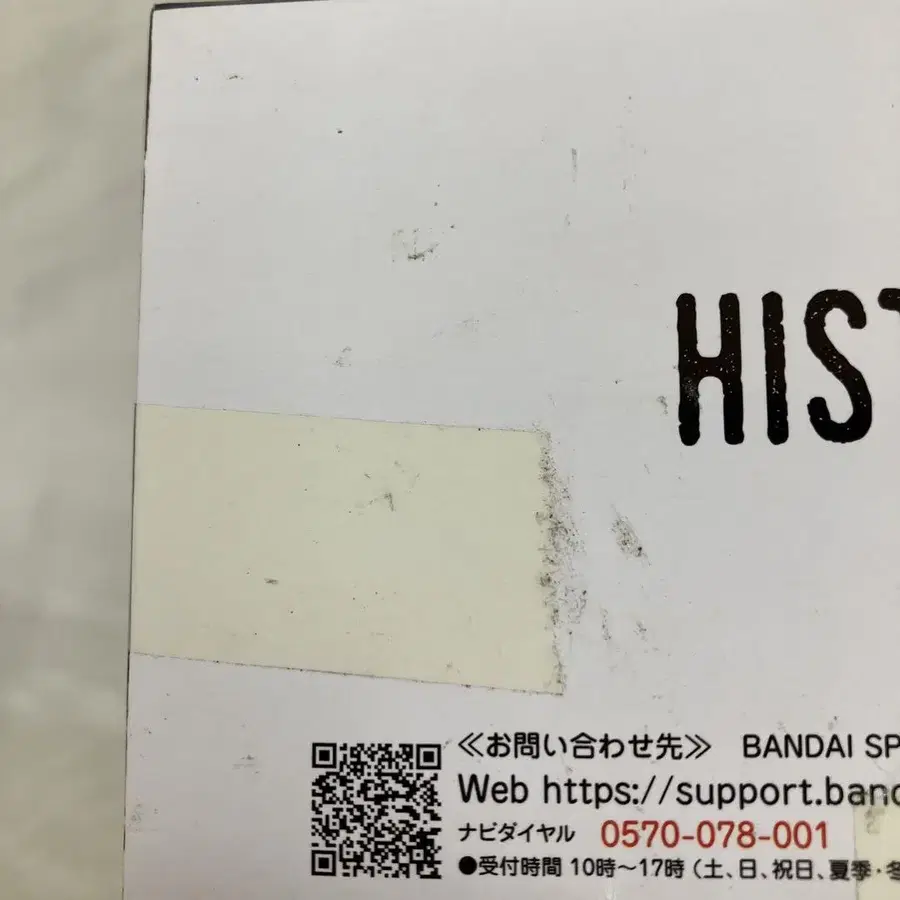 HIST
≪お問い合わせ先≫ BANDAI SP
Web https://support.band
ナビダイヤル 0570-078-001
●受付時間 10時～17時 (土、日、祝日、夏季・冬